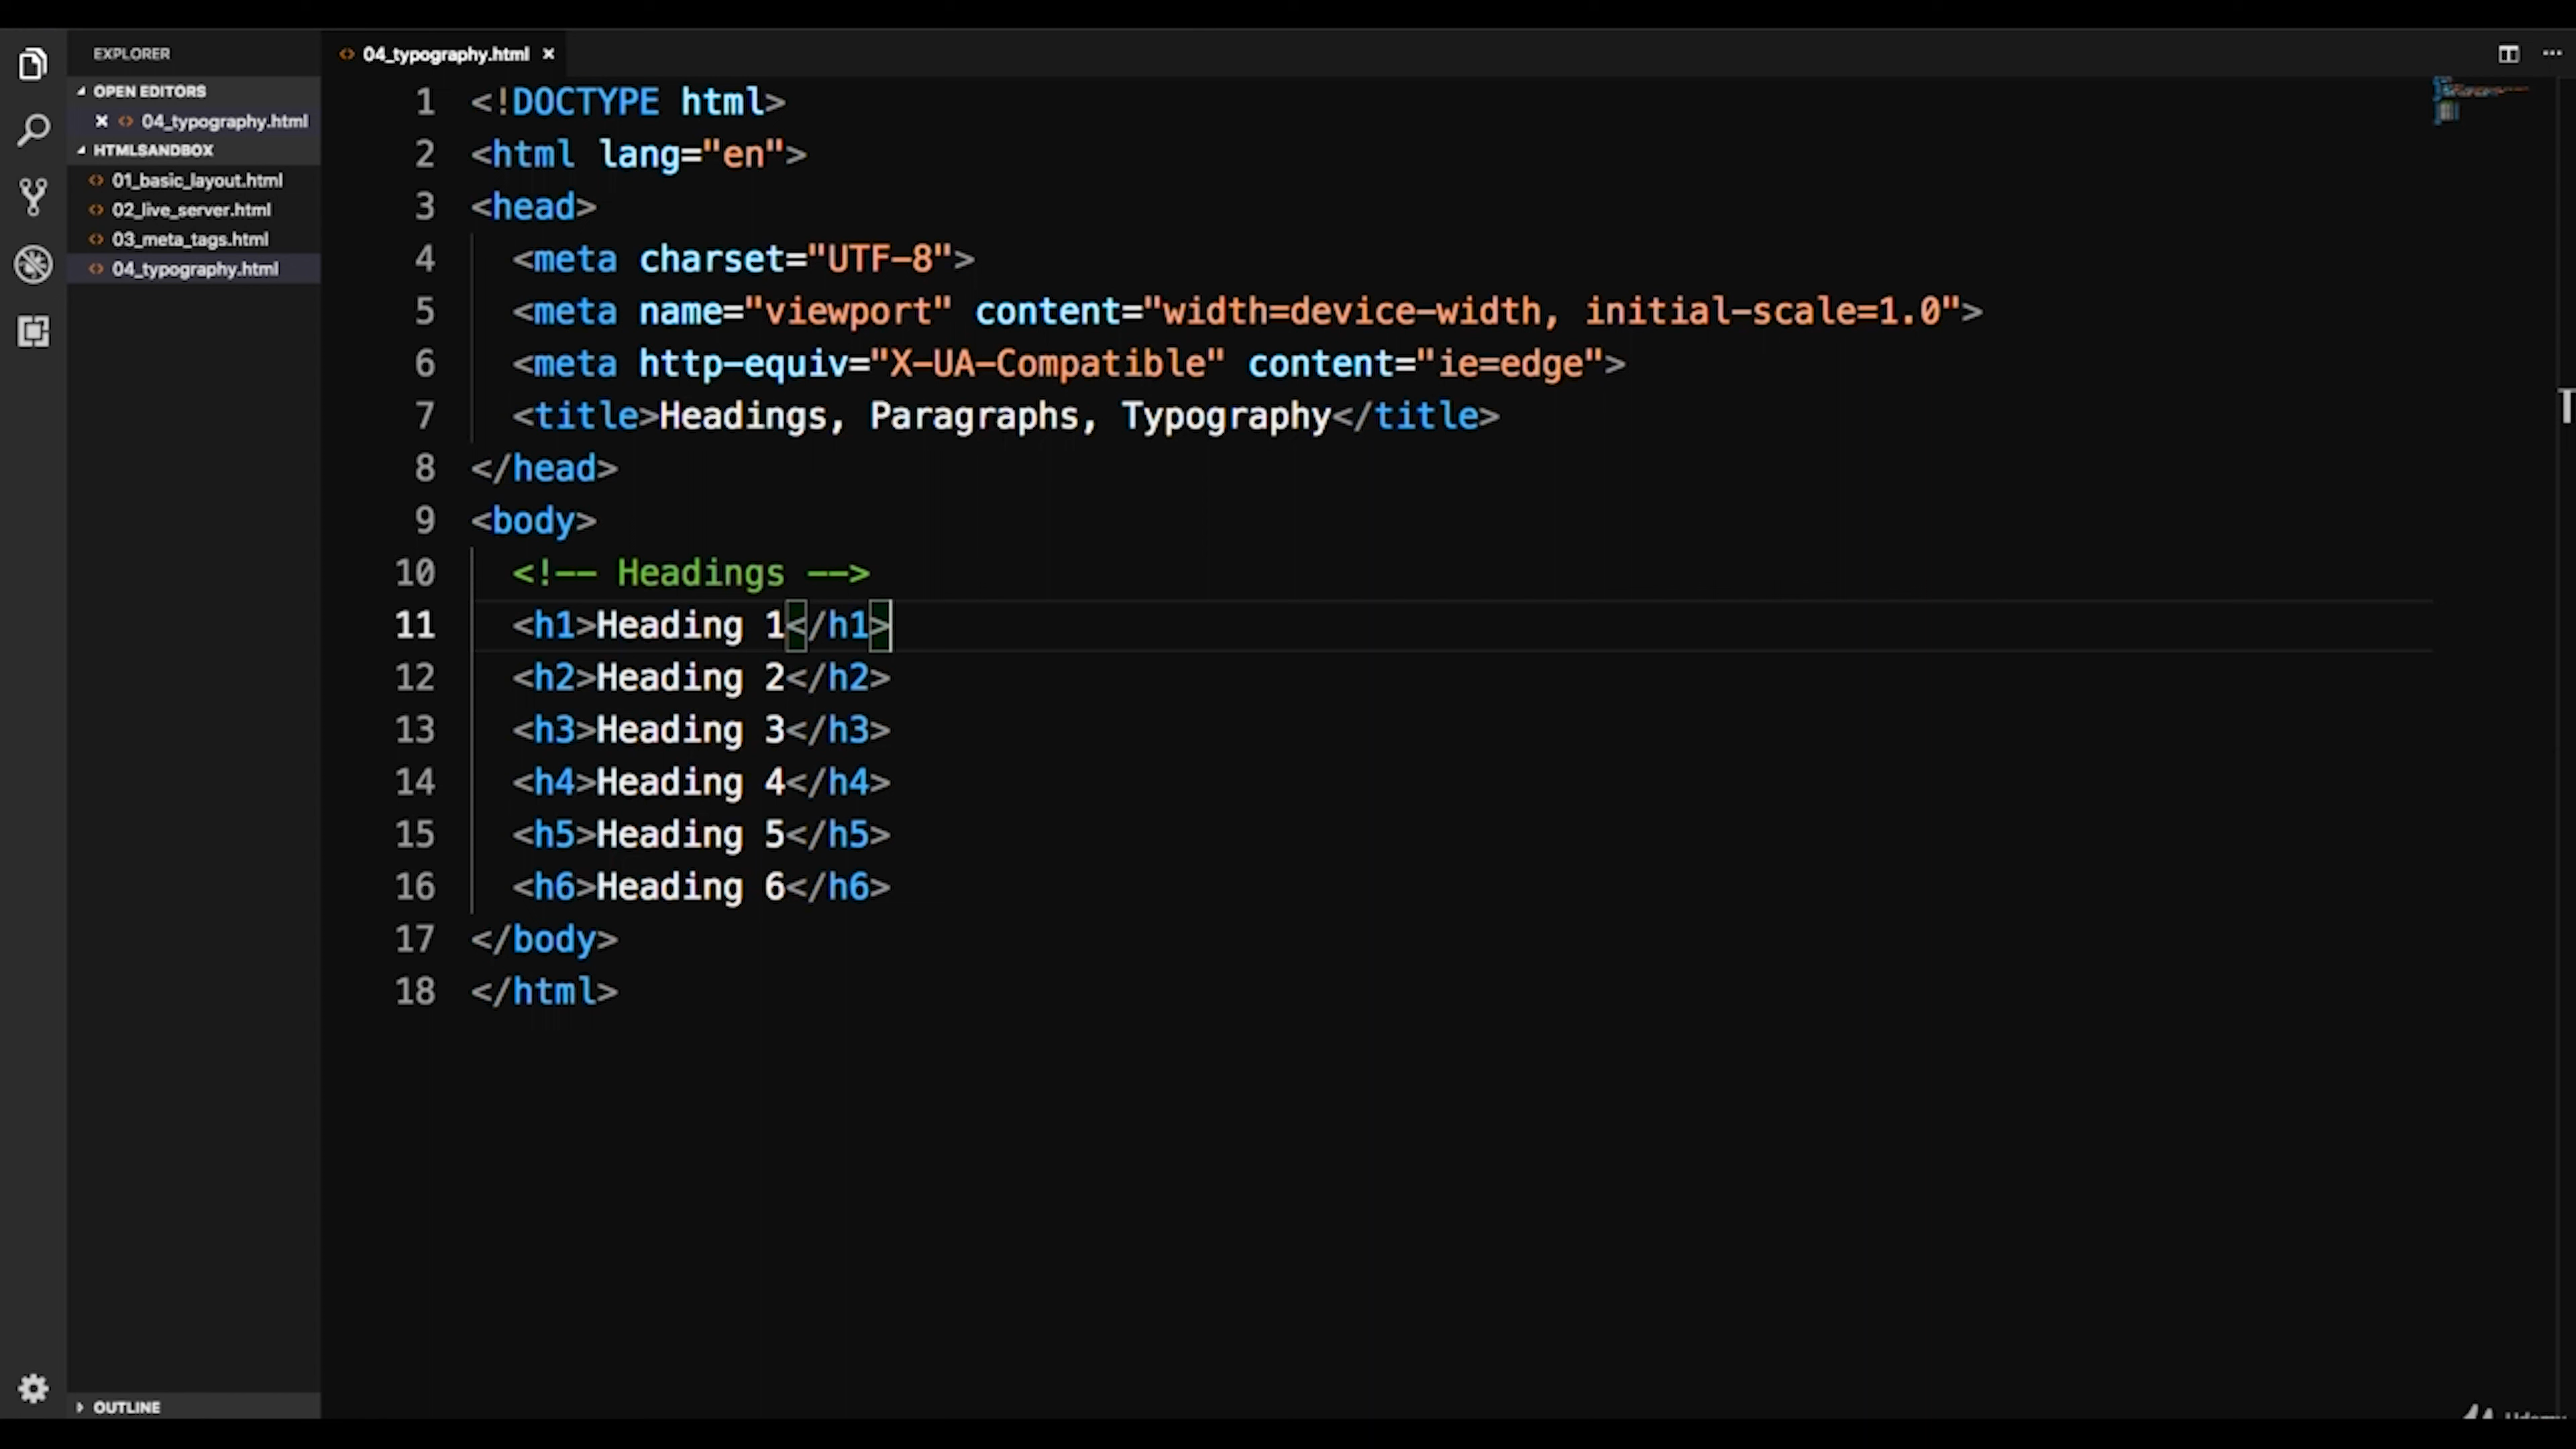 EXPLORER
OPEN EDITORS
04_typography.html
HTMLSANDBOX
01_basic_layout.html
02_live_server.html
03_meta_tags.html
04_typography.html
OUTLINE
04_typography.html
1 <!DOCTYPE html>
2 <html lang="en">
3 <head>
4   <meta charset="UTF-8">
5   <meta name="viewport" content="width=device-width, initial-scale=1.0">
6   <meta http-equiv="X-UA-Compatible" content="ie=edge">
7   <title>Headings, Paragraphs, Typography</title>
8 </head>
9 <body>
10   <!-- Headings -->
11   <h1>Heading 1</h1>
12   <h2>Heading 2</h2>
13   <h3>Heading 3</h3>
14   <h4>Heading 4</h4>
15   <h5>Heading 5</h5>
16   <h6>Heading 6</h6>
17 </body>
18 </html>